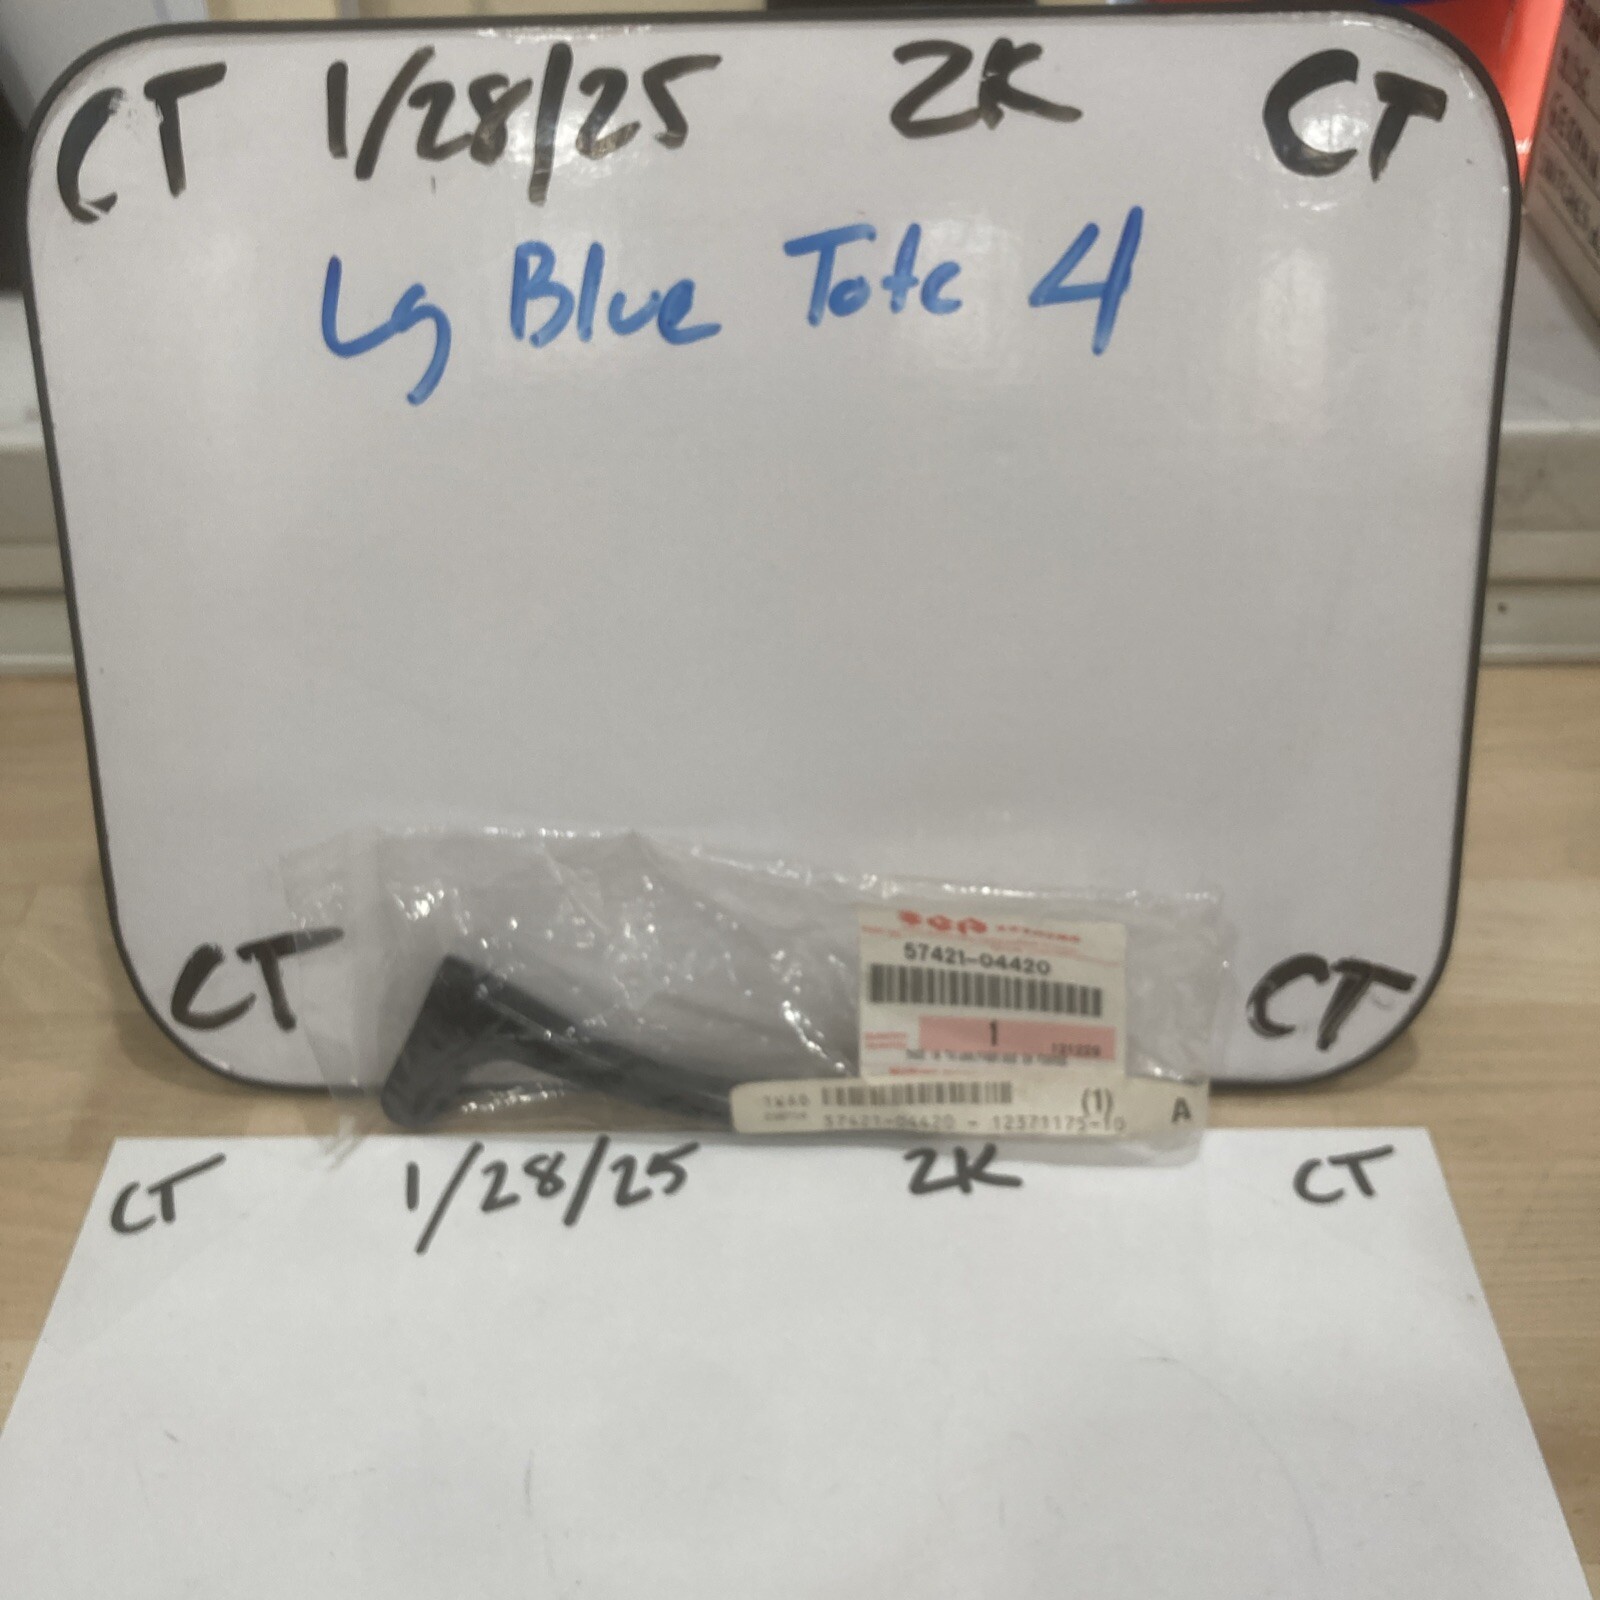 CT 1/28/25 2K CT
Lg Blue Tote 4
57421-04420
1
CT
CT
(1) A
57421-04420 - 12371175-10
CT 1/28/25 2K CT